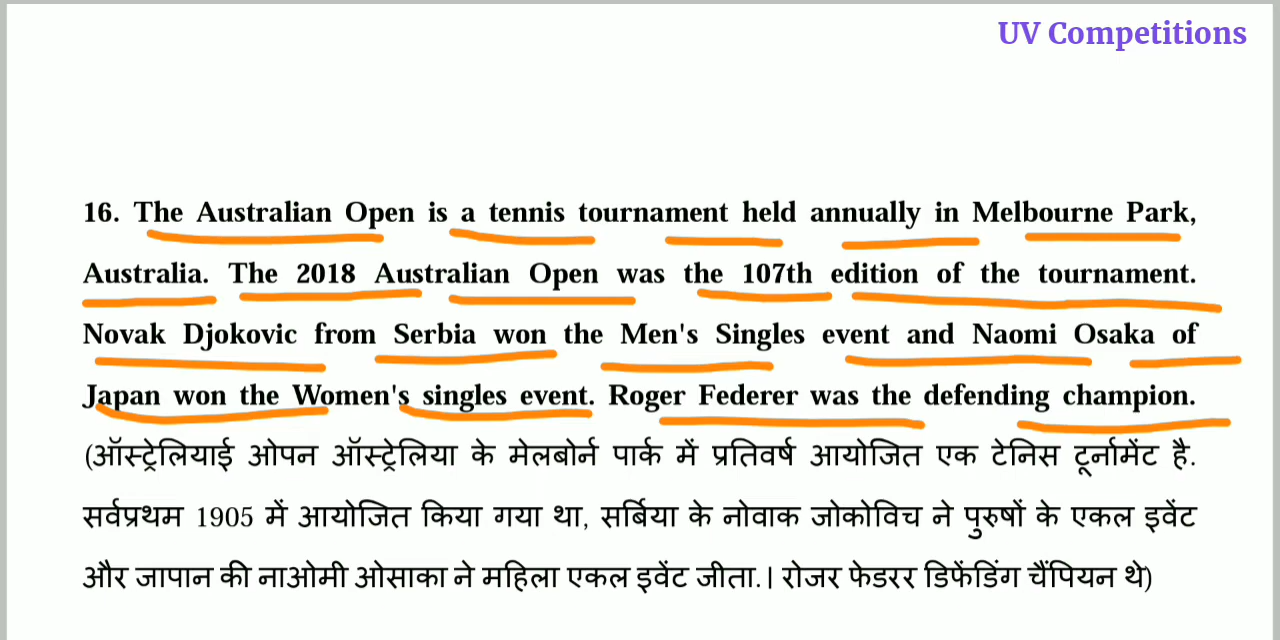 UV Competitions
16. The Australian Open is a tennis tournament held annually in Melbourne Park,
Australia. The 2018 Australian Open was the 107th edition of the tournament.
Novak Djokovic from Serbia won the Men's Singles event and Naomi Osaka of
Japan won the Women's singles event. Roger Federer was the defending champion.
(ऑस्ट्रेलियाई ओपन ऑस्ट्रेलिया के मेलबोर्न पार्क में प्रतिवर्ष आयोजित एक टेनिस टूर्नामेंट है.
सर्वप्रथम 1905 में आयोजित किया गया था, सर्बिया के नोवाक जोकोविच ने पुरुषों के एकल इवेंट
और जापान की नाओमी ओसाका ने महिला एकल इवेंट जीता.। रोजर फेडरर डिफेंडिंग चैंपियन थे)